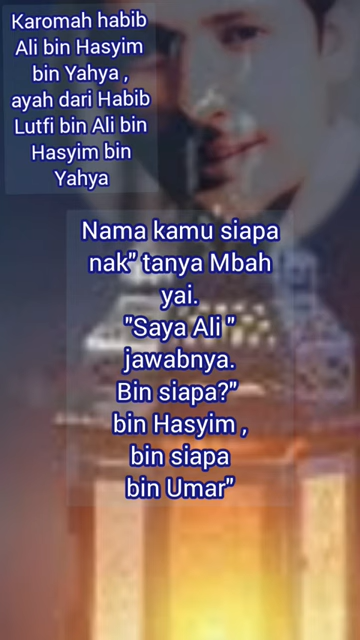 Karomah habib
Ali bin Hasyim
bin Yahya ,
ayah dari Habib
Lutfi bin Ali bin
Hasyim bin
Yahya
Nama kamu siapa
nak" tanya Mbah
yai.
"Saya Ali "
jawabnya.
Bin siapa?"
bin Hasyim ,
bin siapa
bin Umar"